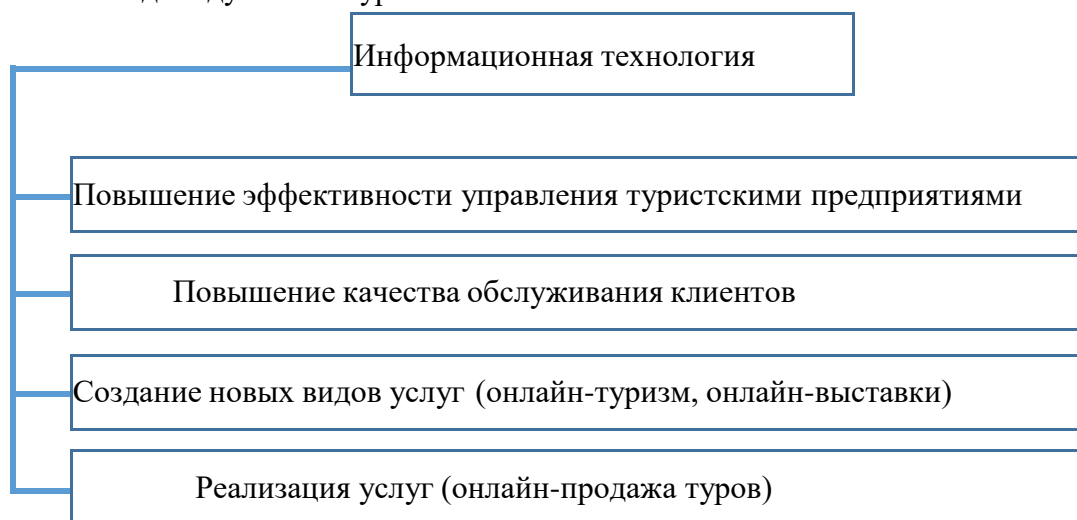 Информационная технология
Повышение эффективности управления туристскими предприятиями
Повышение качества обслуживания клиентов
Создание новых видов услуг (онлайн-туризм, онлайн-выставки)
Реализация услуг (онлайн-продажа туров)